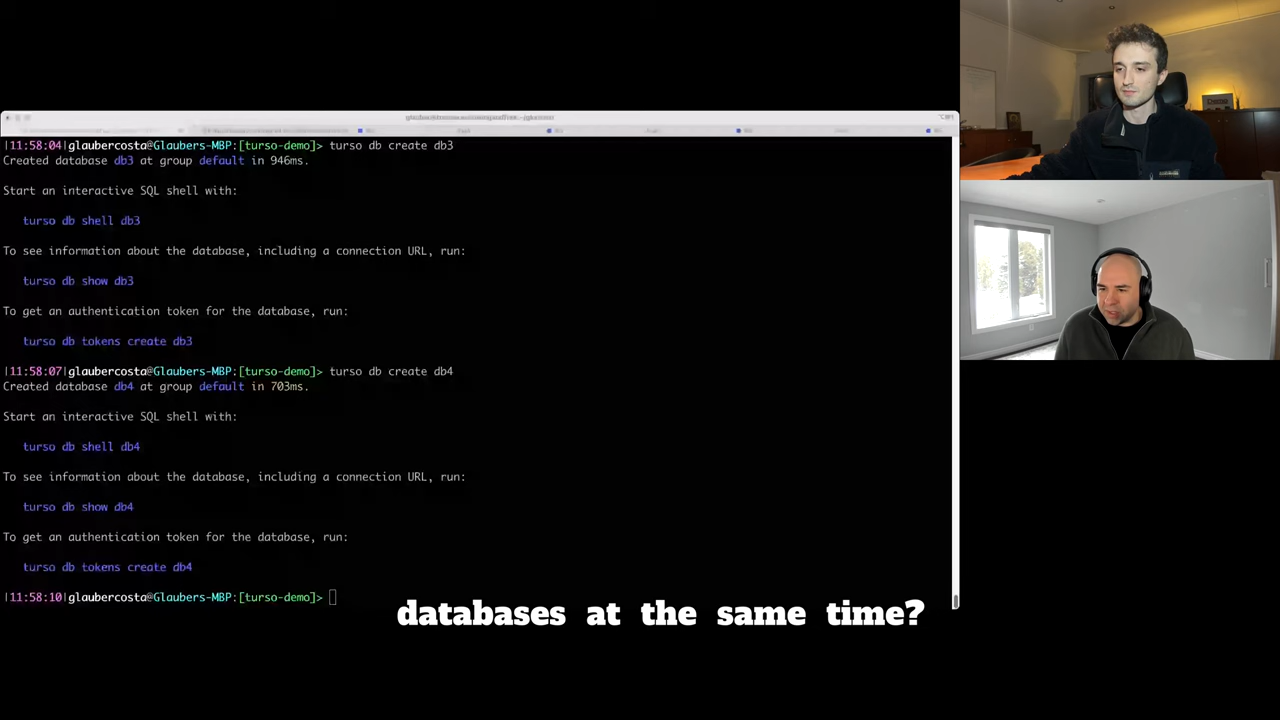 |11:58:04|glaubercosta@Glaubers-MBP:[turso-demo]> turso db create db3
Created database db3 at group default in 946ms.
Start an interactive SQL shell with:
turso db shell db3
To see information about the database, including a connection URL, run:
turso db show db3
To get an authentication token for the database, run:
turso db tokens create db3
|11:58:07|glaubercosta@Glaubers-MBP:[turso-demo]> turso db create db4
Created database db4 at group default in 703ms.
Start an interactive SQL shell with:
turso db shell db4
To see information about the database, including a connection URL, run:
turso db show db4
To get an authentication token for the database, run:
turso db tokens create db4
|11:58:10|glaubercosta@Glaubers-MBP:[turso-demo]>
databases at the same time?